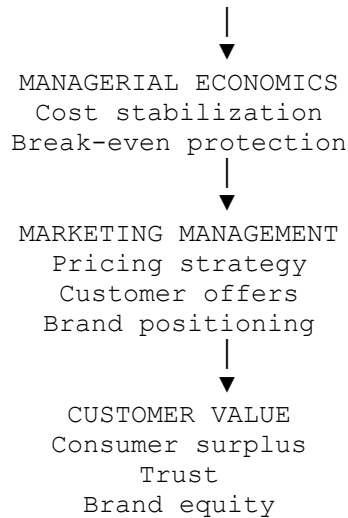 MANAGERIAL ECONOMICS
Cost stabilization
Break-even protection
MARKETING MANAGEMENT
Pricing strategy
Customer offers
Brand positioning
CUSTOMER VALUE
Consumer surplus
Trust
Brand equity